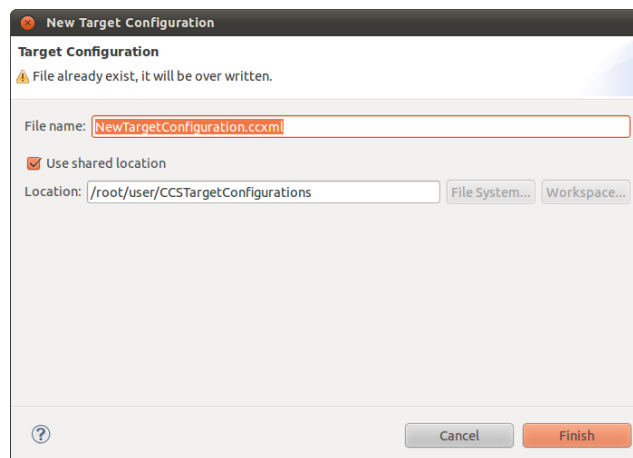 New Target Configuration
Target Configuration
File already exist, it will be over written.
File name: NewTargetConfiguration.ccxml
Use shared location
Location: /root/user/CCSTargetConfigurations File System... Workspace...
? Cancel Finish